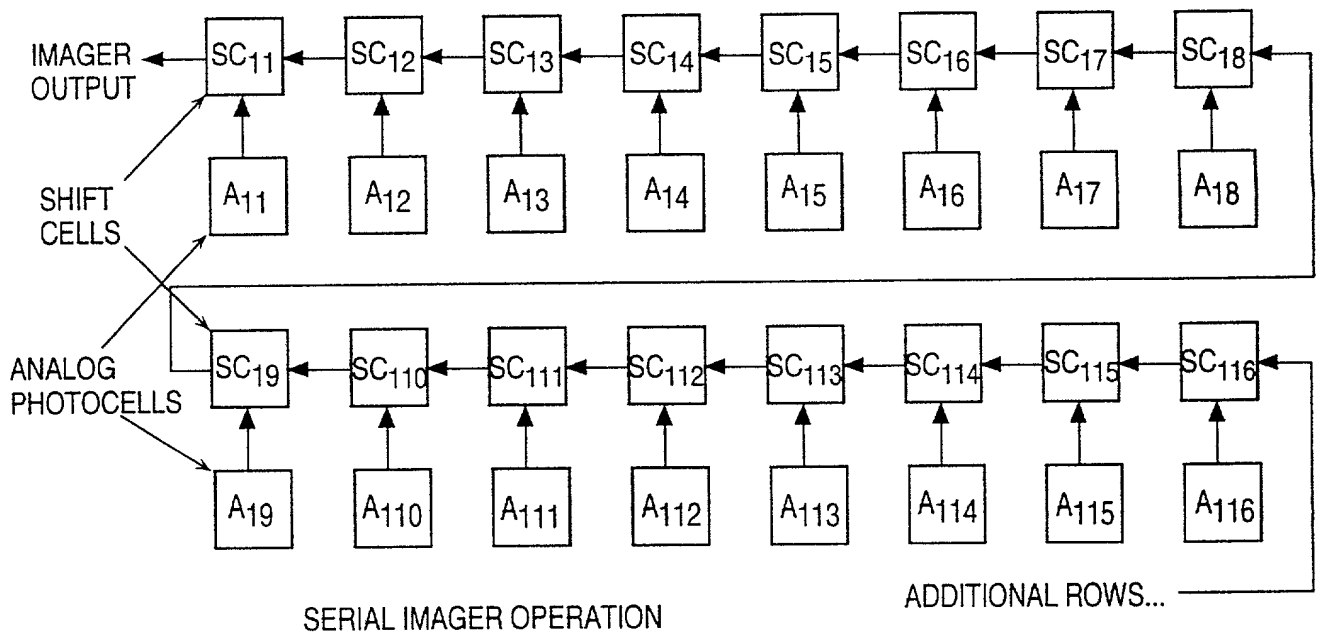 IMAGER
OUTPUT
SC11 SC12 SC13 SC14 SC15 SC16 SC17 SC18
A11 A12 A13 A14 A15 A16 A17 A18
SHIFT
CELLS
SC19 SC110 SC111 SC112 SC113 SC114 SC115 SC116
ANALOG
PHOTOCELLS
A19 A110 A111 A112 A113 A114 A115 A116
ADDITIONAL ROWS...
SERIAL IMAGER OPERATION